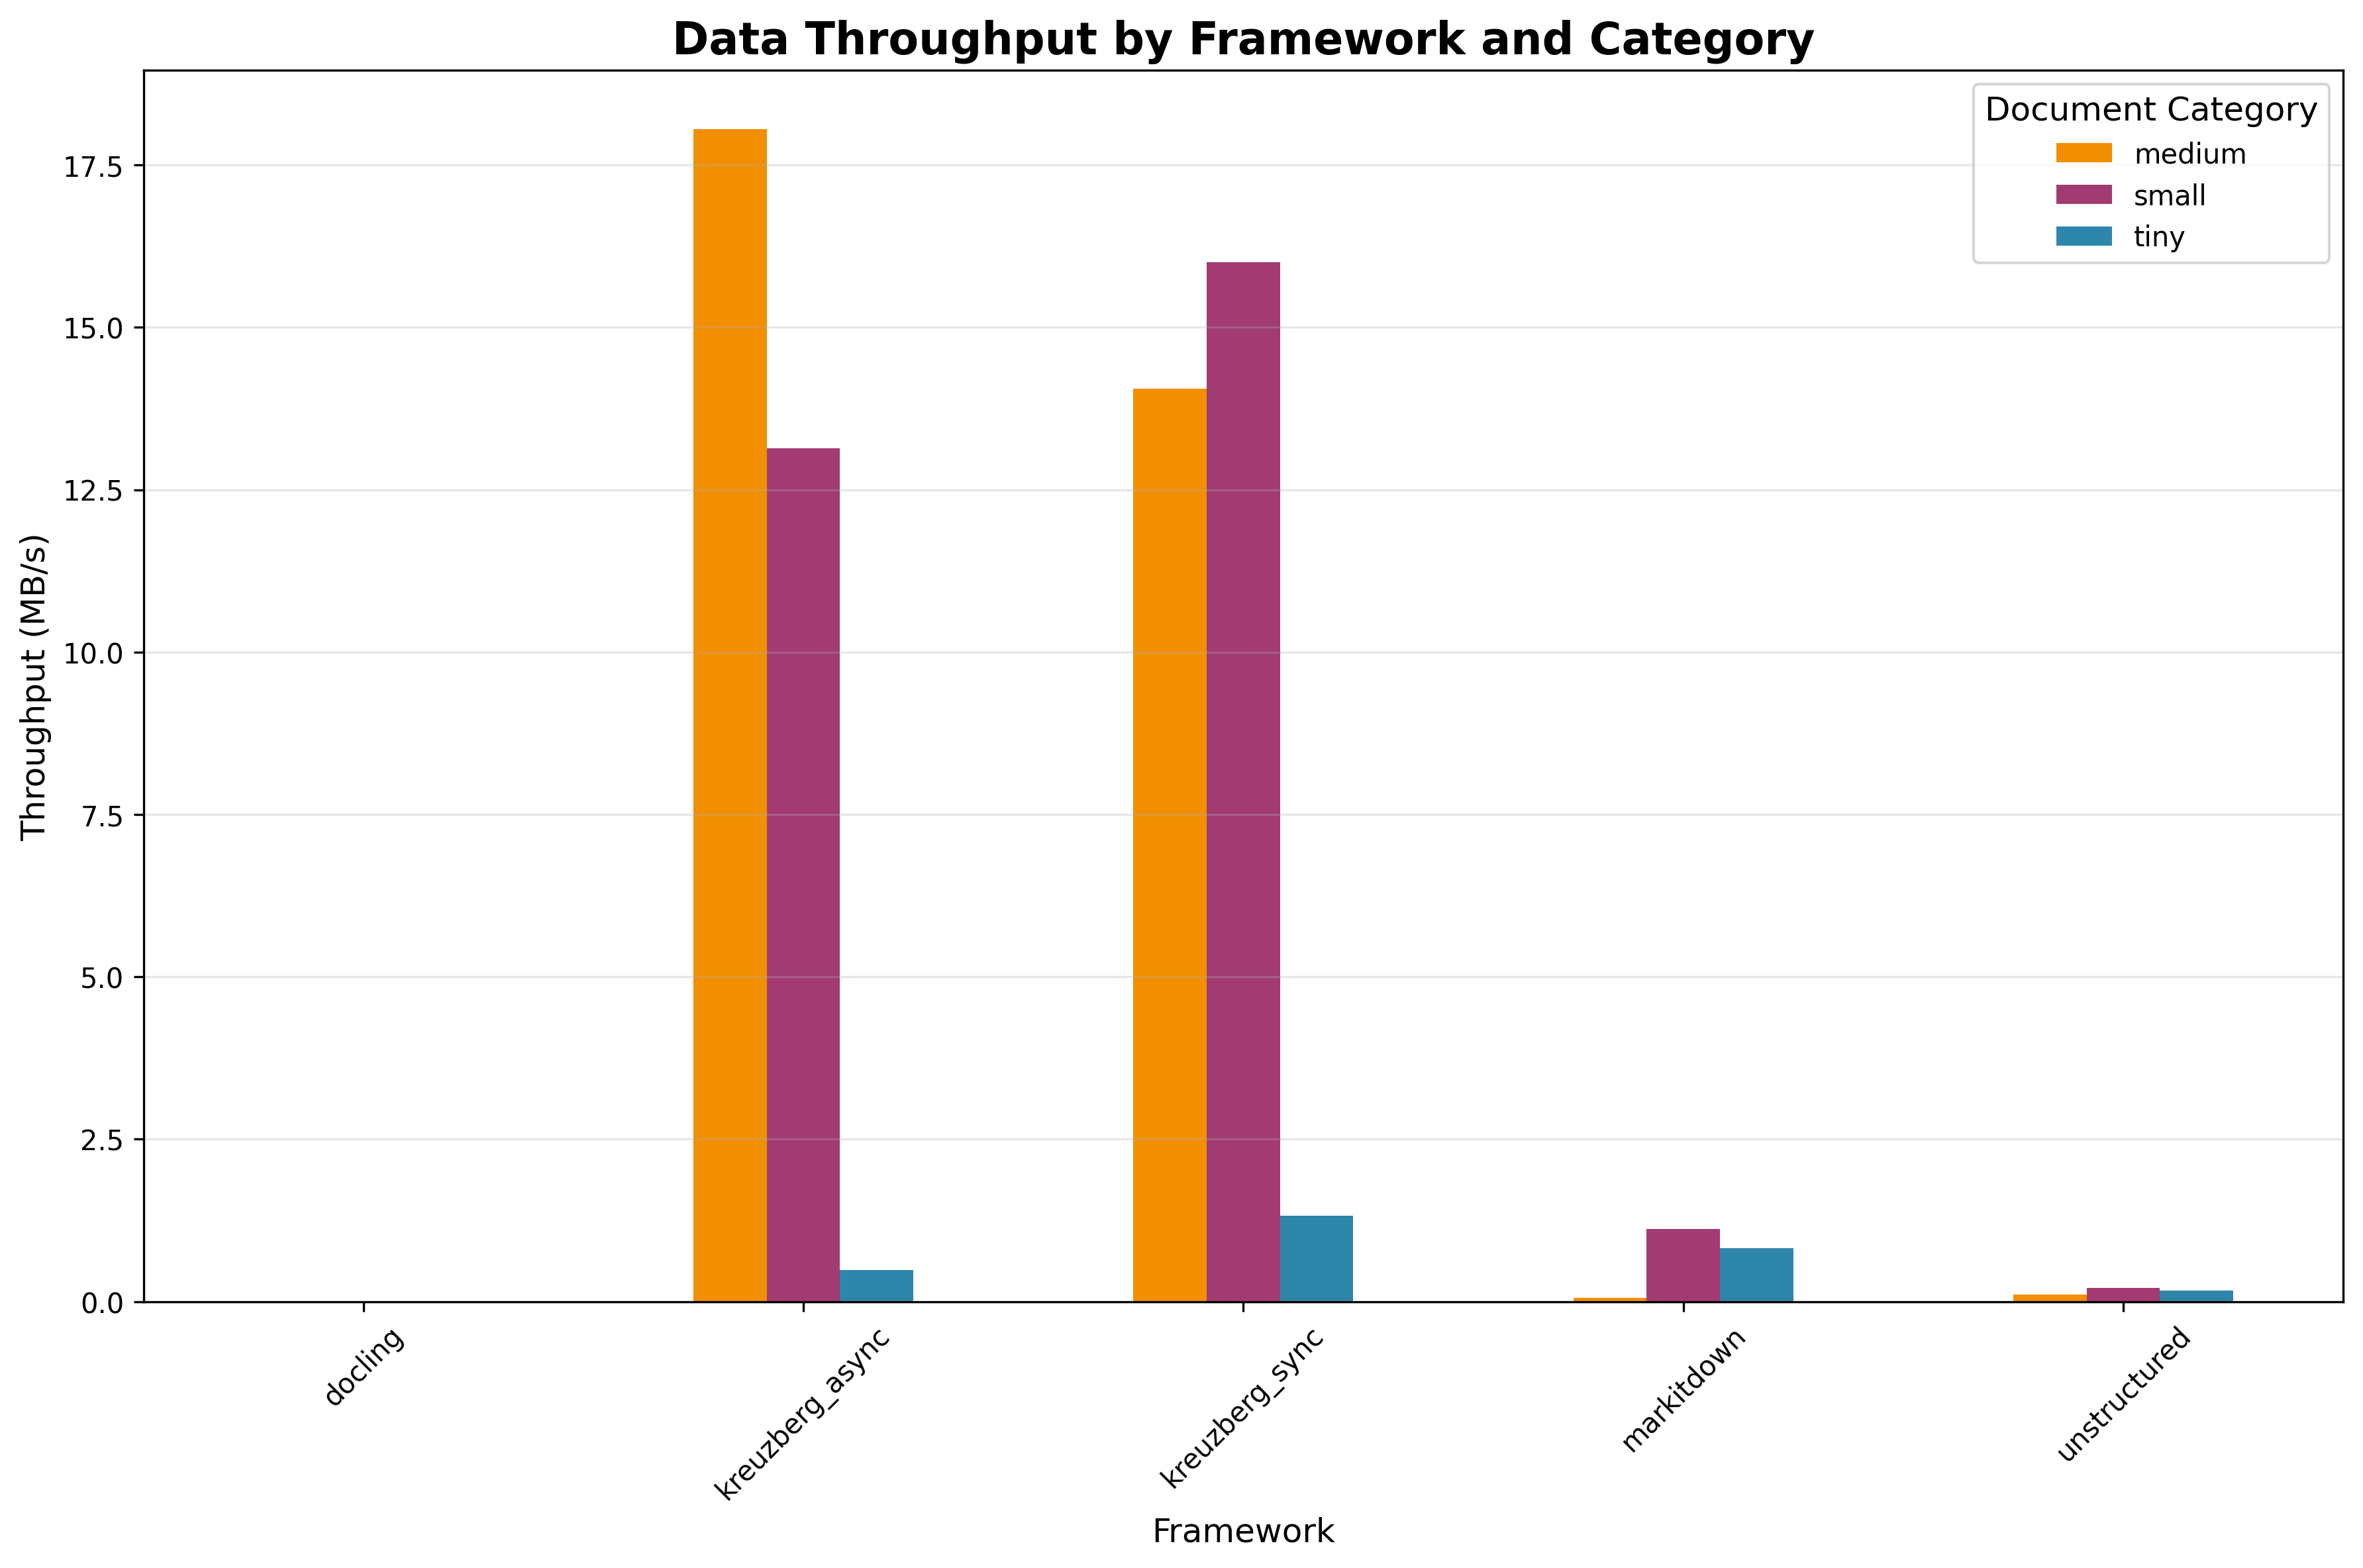 Data Throughput by Framework and Category
Document Category
medium
small
tiny
Throughput (MB/s)
17.5
15.0
12.5
10.0
7.5
5.0
2.5
0.0
docling
kreuzberg_async
kreuzberg_sync
markitdown
unstructured
Framework